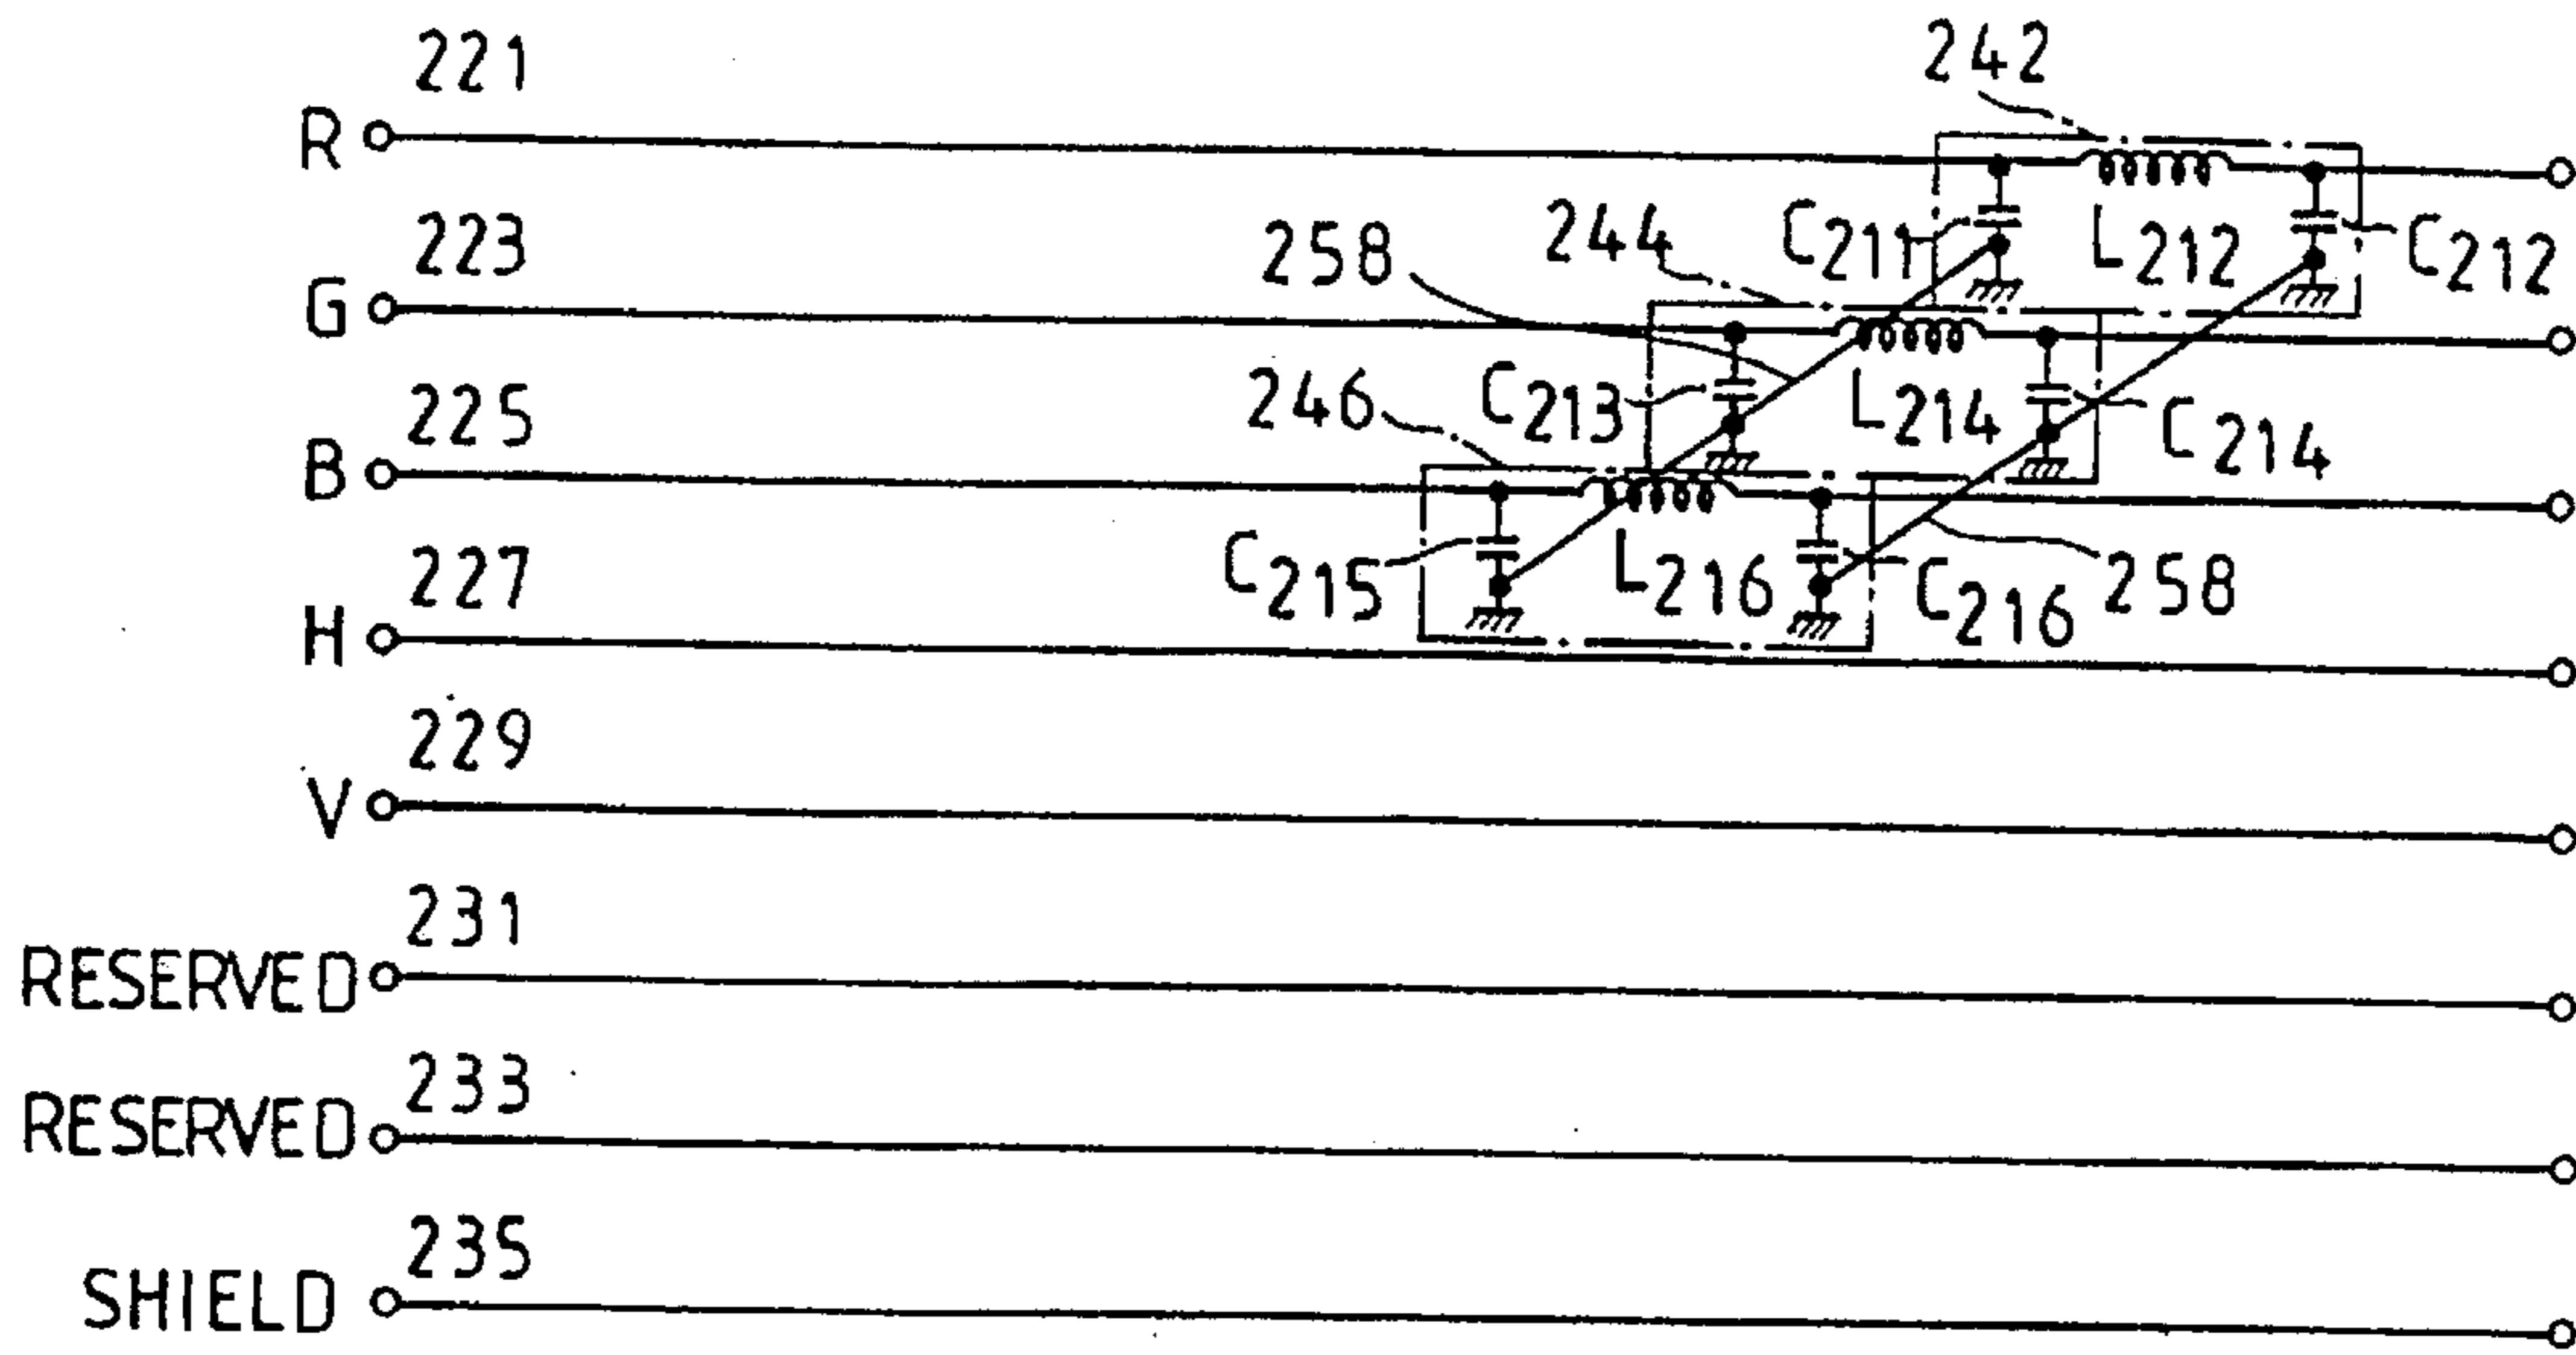 221
242
R
C211
L212
C212
223
258
244
G
C213
L214
C214
225
246
B
C215
L216
C216
258
227
H
229
V
231
RESERVED
233
RESERVED
235
SHIELD